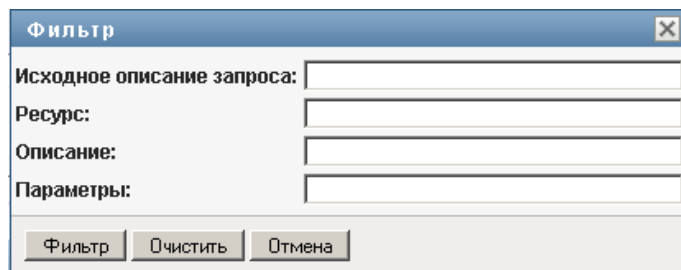 Фильтр
Исходное описание запроса:
Ресурс:
Описание:
Параметры:
Фильтр Очистить Отмена